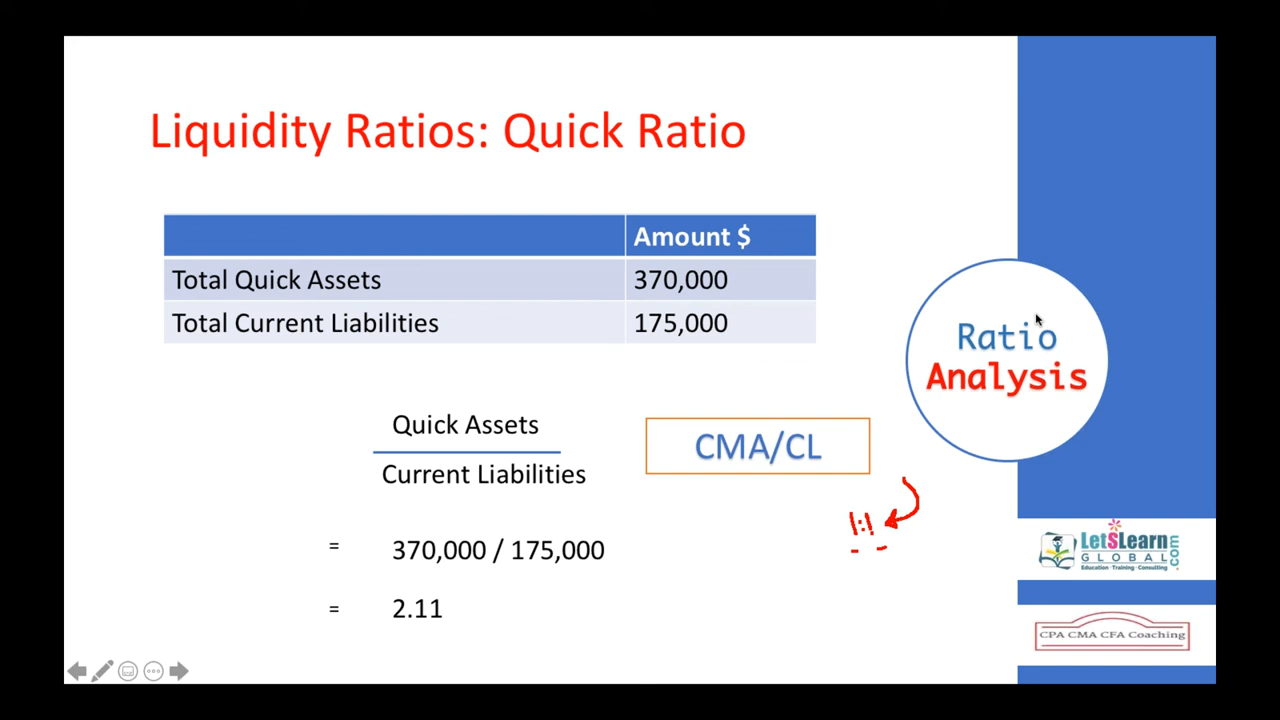 Liquidity Ratios: Quick Ratio
Amount $
Total Quick Assets 370,000
Total Current Liabilities 175,000
Ratio
Analysis
Quick Assets
Current Liabilities
CMA/CL
1:1
= 370,000 / 175,000
= 2.11
LetSLearn
GLOBAL
.com
Education · Training · Consulting
CPA CMA CFA Coaching